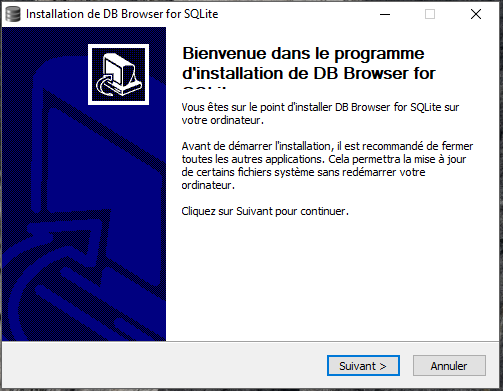 Installation de DB Browser for SQLite
Bienvenue dans le programme
d'installation de DB Browser for
Vous êtes sur le point d'installer DB Browser for SQLite sur
votre ordinateur.
Avant de démarrer l'installation, il est recommandé de fermer
toutes les autres applications. Cela permettra la mise à jour
de certains fichiers système sans redémarrer votre
ordinateur.
Cliquez sur Suivant pour continuer.
Suivant >
Annuler